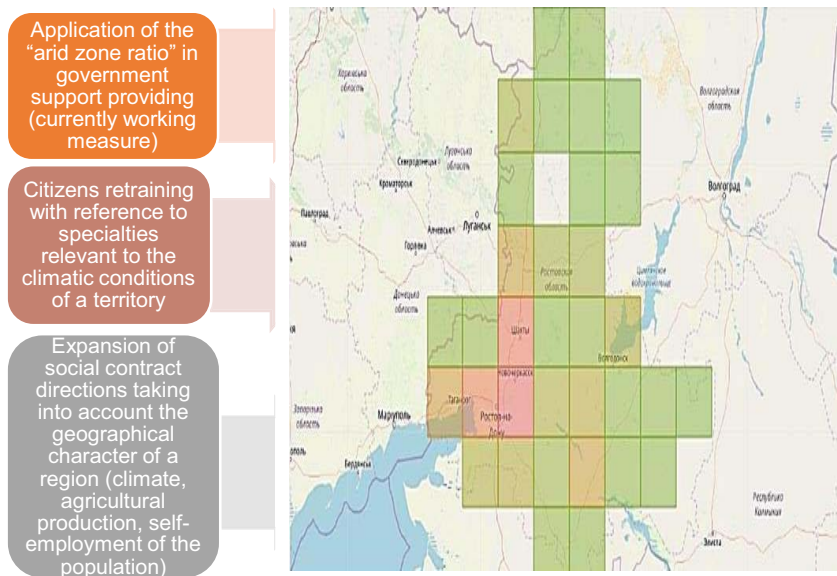 Application of the
“arid zone ratio” in
government
support providing
(currently working
measure)
Citizens retraining
with reference to
specialties
relevant to the
climatic conditions
of a territory
Expansion of
social contract
directions taking
into account the
geographical
character of a
region (climate,
agricultural
production, self-
employment of the
population)
Харківська
область
Волгоградская
область
Луганська
область
Сєвєродонецьк
Краматорськ
Волгоград
Павлоград
Алчевськ
Луганськ
Горлівка
Ростовская
область
Цимлянское
водохранилище
Донецька
область
Шахты
Волгодонск
Новочеркасск
Таганрог
Запорізька
область
Маріуполь
Ростов-на-
Дону
Бердянськ
Республика
Калмыкия
Элиста